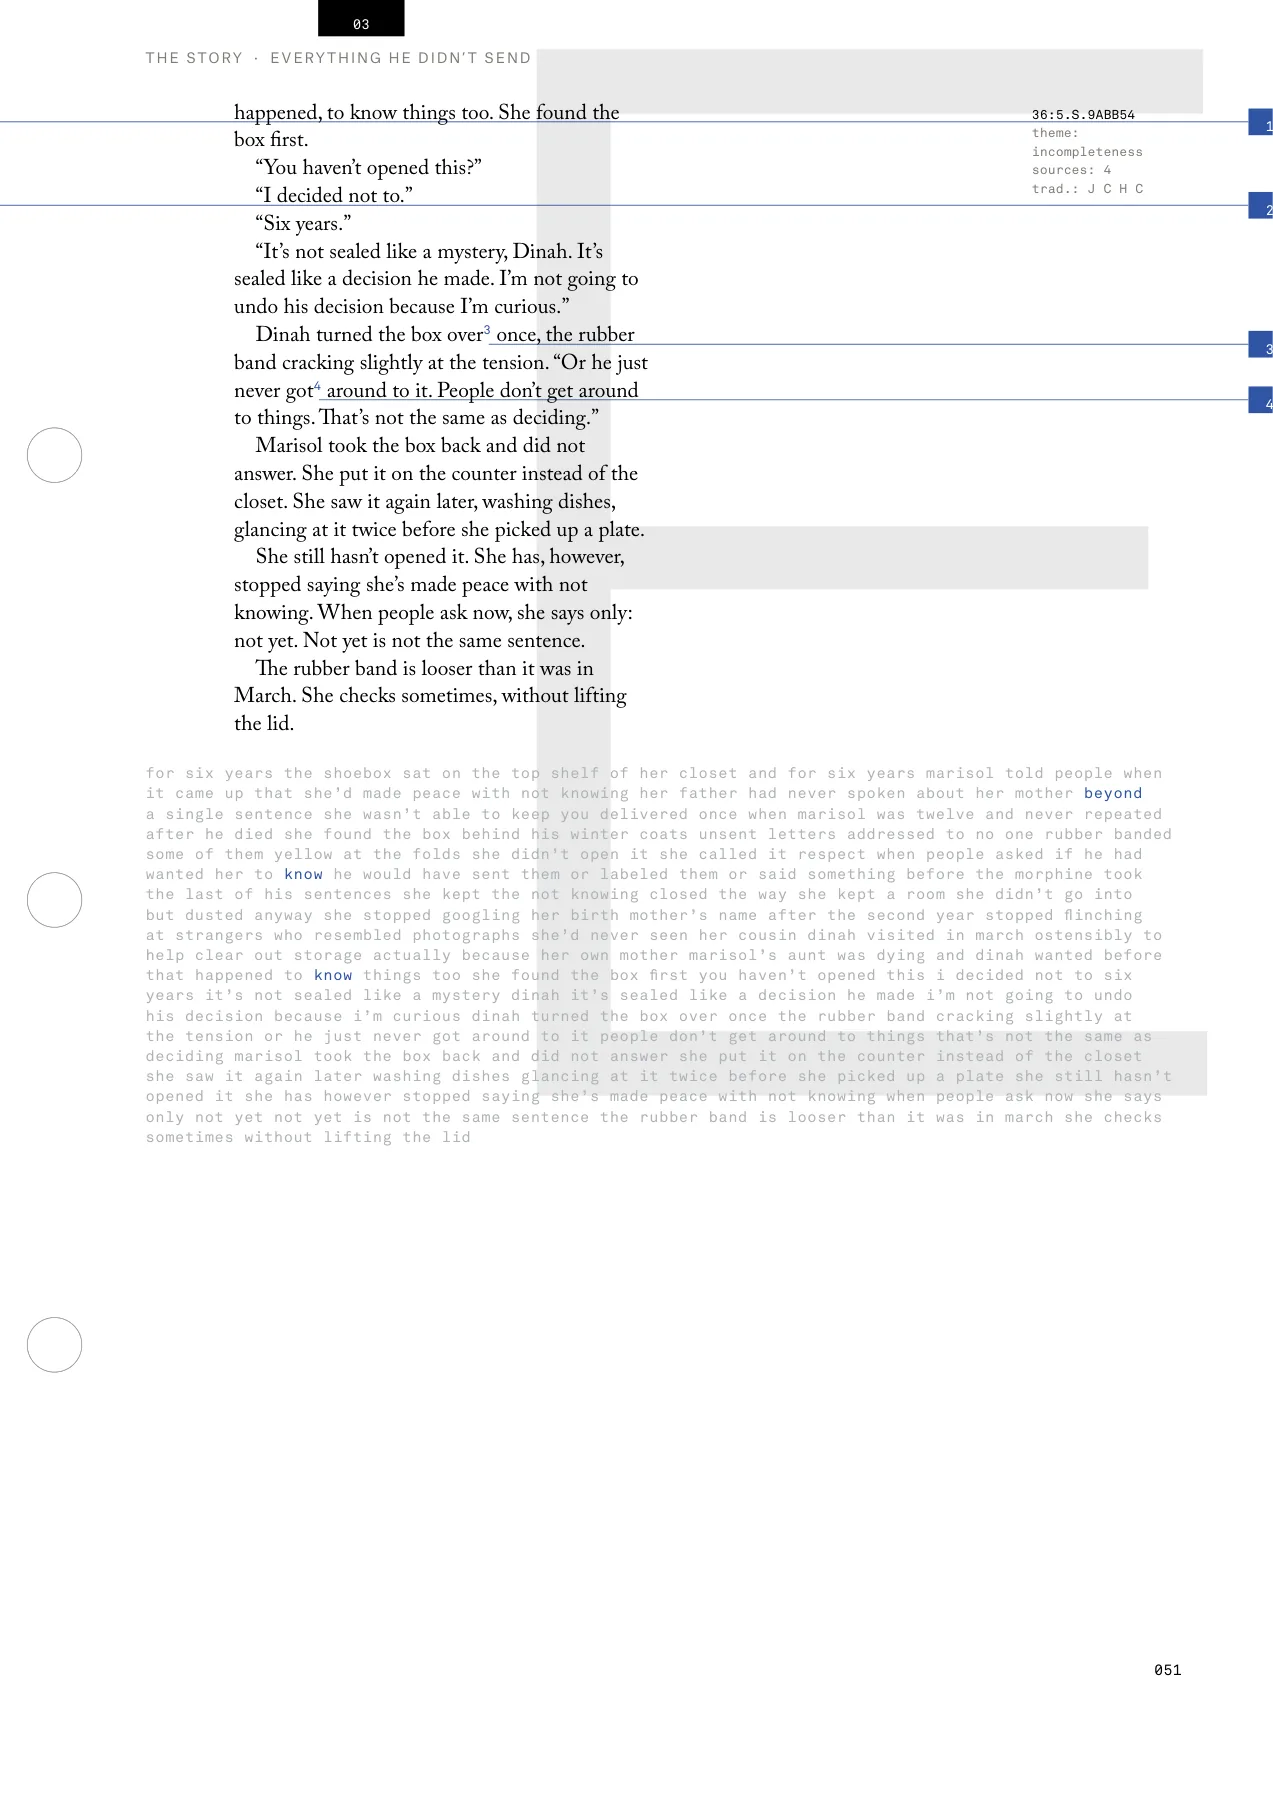 03
THE STORY · EVERYTHING HE DIDN’T SEND
happened, to know things too. She found the
box first.
“You haven’t opened this?”
“I decided not to.”
“Six years.”
“It’s not sealed like a mystery, Dinah. It’s
sealed like a decision he made. I’m not going to
undo his decision because I’m curious.”
Dinah turned the box over3 once, the rubber
band cracking slightly at the tension. “Or he just
never got4 around to it. People don’t get around
to things. That’s not the same as deciding.”
Marisol took the box back and did not
answer. She put it on the counter instead of the
closet. She saw it again later, washing dishes,
glancing at it twice before she picked up a plate.
She still hasn’t opened it. She has, however,
stopped saying she’s made peace with not
knowing. When people ask now, she says only:
not yet. Not yet is not the same sentence.
The rubber band is looser than it was in
March. She checks sometimes, without lifting
the lid.
36:5.S.9ABB54
theme:
incompleteness
sources: 4
trad.: J C H C
1
2
3
4
for six years the shoebox sat on the top shelf of her closet and for six years marisol told people when
it came up that she’d made peace with not knowing her father had never spoken about her mother beyond
a single sentence she wasn’t able to keep you delivered once when marisol was twelve and never repeated
after he died she found the box behind his winter coats unsent letters addressed to no one rubber banded
some of them yellow at the folds she didn’t open it she called it respect when people asked if he had
wanted her to know he would have sent them or labeled them or said something before the morphine took
the last of his sentences she kept the not knowing closed the way she kept a room she didn’t go into
but dusted anyway she stopped googling her birth mother’s name after the second year stopped flinching
at strangers who resembled photographs she’d never seen her cousin dinah visited in march ostensibly to
help clear out storage actually because her own mother marisol’s aunt was dying and dinah wanted before
that happened to know things too she found the box first you haven’t opened this i decided not to six
years it’s not sealed like a mystery dinah it’s sealed like a decision he made i’m not going to undo
his decision because i’m curious dinah turned the box over once the rubber band cracking slightly at
the tension or he just never got around to it people don’t get around to things that’s not the same as
deciding marisol took the box back and did not answer she put it on the counter instead of the closet
she saw it again later washing dishes glancing at it twice before she picked up a plate she still hasn’t
opened it she has however stopped saying she’s made peace with not knowing when people ask now she says
only not yet not yet is not the same sentence the rubber band is looser than it was in march she checks
sometimes without lifting the lid
051